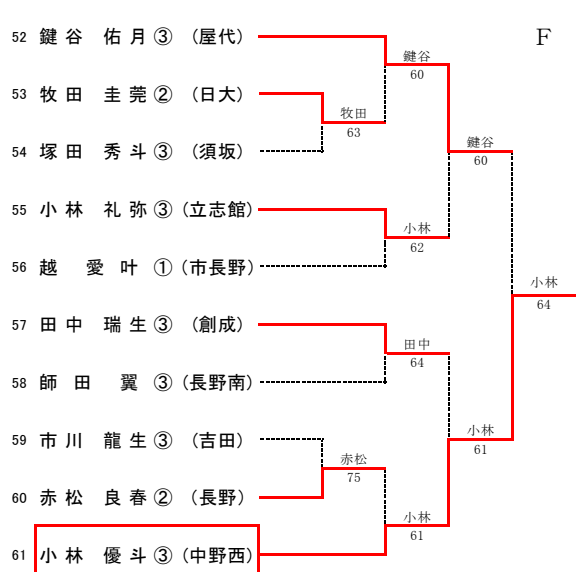 F
52 鍵谷 佑月③ (屋代)
鍵谷
60
53 牧田 圭莞② (日大)
牧田
63
54 塚田 秀斗③ (須坂)
鍵谷
60
55 小林 礼弥③ (立志館)
小林
62
56 越 愛叶① (市長野)
小林
64
57 田中 瑞生③ (創成)
田中
64
58 師田 翼③ (長野南)
59 市川 龍生③ (吉田)
小林
61
赤松
75
60 赤松 良春② (長野)
小林
61
61 小林 優斗③ (中野西)